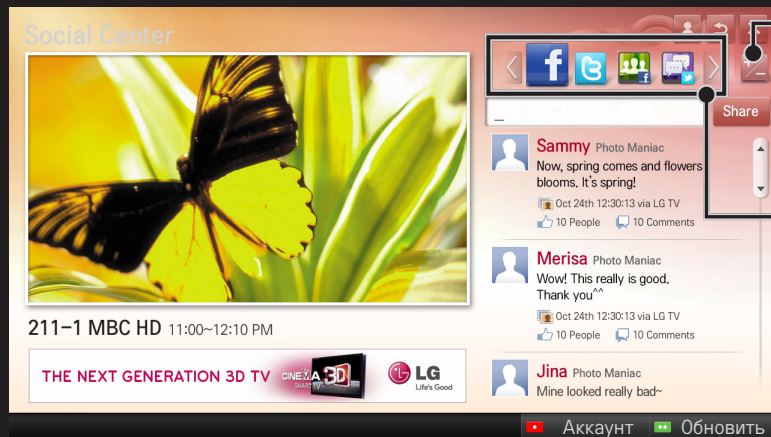 Social Center
Share
Sammy Photo Maniac
Now, spring comes and flowers
blooms. It's spring!
Oct 24th 12:30:13 via LG TV
10 People 10 Comments
Merisa Photo Maniac
Wow! This really is good.
Thank you^^
Oct 24th 12:30:13 via LG TV
10 People 10 Comments
Jina Photo Maniac
Mine looked really bad~
211-1 MBC HD 11:00~12:10 PM
THE NEXT GENERATION 3D TV CINEMA 3D SMART TV LG Life's Good
Аккаунт Обновить